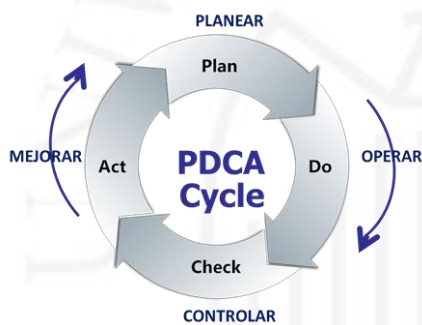 PLANEAR
Plan
MEJORAR
Act
PDCA
Cycle
Do
OPERAR
Check
CONTROLAR